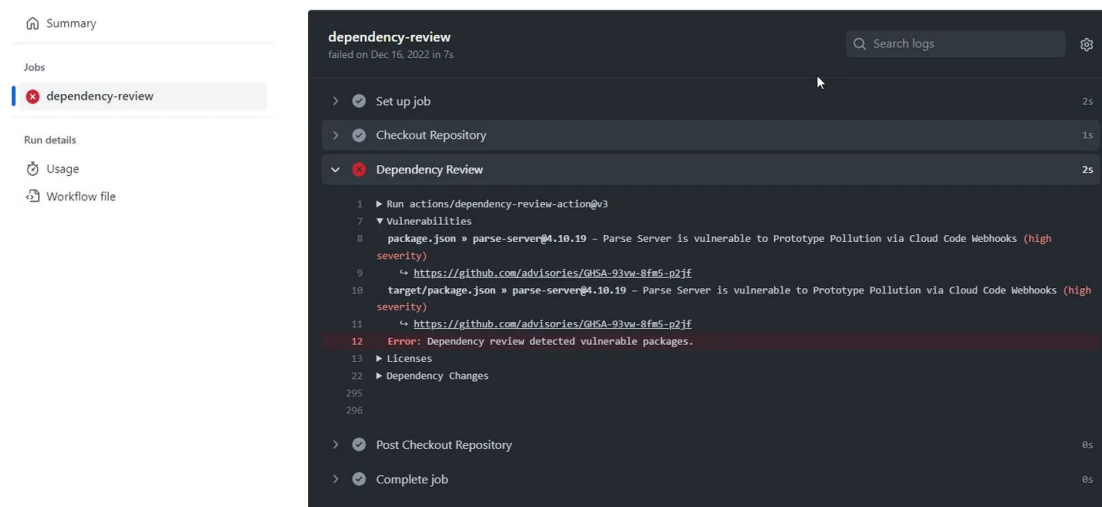 Summary
Jobs
dependency-review
Run details
Usage
Workflow file
dependency-review
failed on Dec 16, 2022 in 7s
Search logs
Set up job 2s
Checkout Repository 1s
Dependency Review 2s
1 ▶ Run actions/dependency-review-action@v3
7 ▼ Vulnerabilities
8 package.json » parse-server@4.10.19 – Parse Server is vulnerable to Prototype Pollution via Cloud Code Webhooks (high
severity)
9 ↪ https://github.com/advisories/GHSA-93vw-8fm5-p2jf
10 target/package.json » parse-server@4.10.19 – Parse Server is vulnerable to Prototype Pollution via Cloud Code Webhooks (high
severity)
11 ↪ https://github.com/advisories/GHSA-93vw-8fm5-p2jf
12 Error: Dependency review detected vulnerable packages.
13 ▶ Licenses
22 ▶ Dependency Changes
295
296
Post Checkout Repository 0s
Complete job 0s